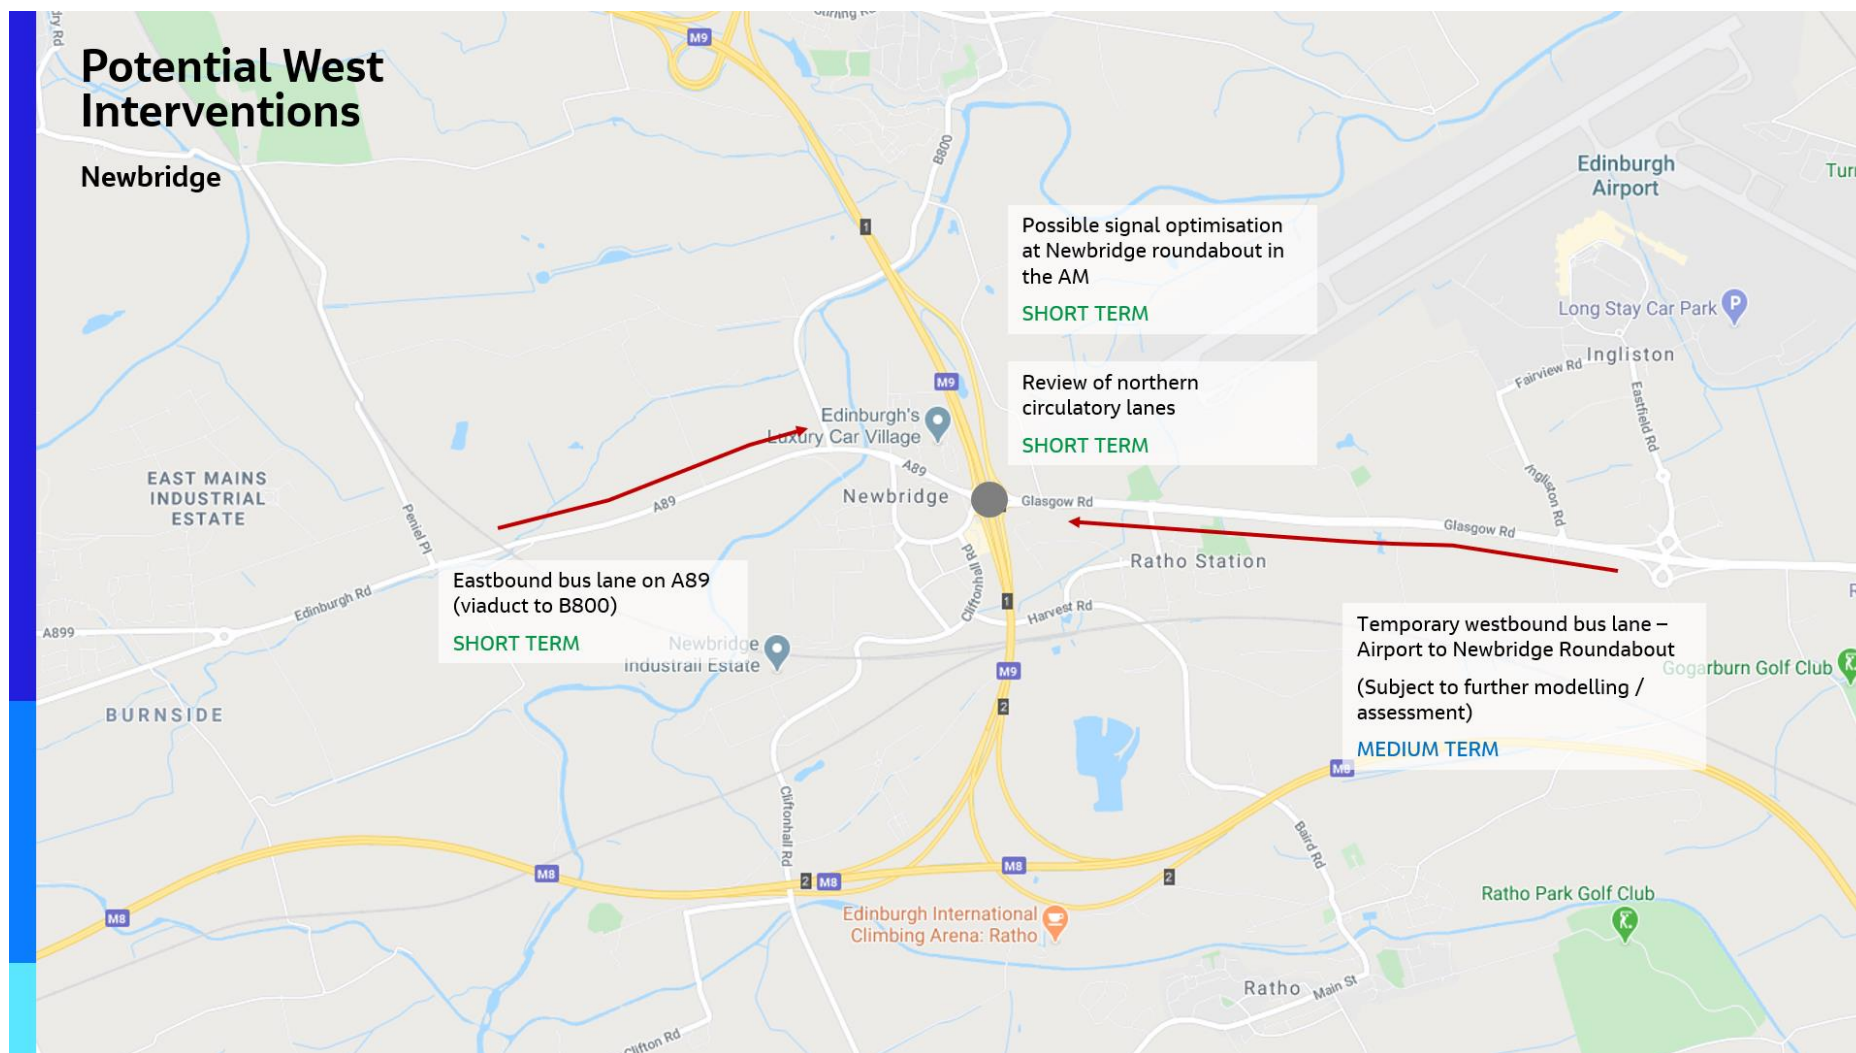 Potential West
Interventions
Newbridge
M9
B800
1
Edinburgh
Airport
Possible signal optimisation
at Newbridge roundabout in
the AM
SHORT TERM
Long Stay Car Park
P
Ingliston
Fairview Rd
Eastfield Rd
M9
Review of northern
circulatory lanes
SHORT TERM
Edinburgh's
Luxury Car Village
A89
Newbridge
Glasgow Rd
Ingliston Rd
Glasgow Rd
EAST MAINS
INDUSTRIAL
ESTATE
A89
Peniel Pl
Ratho Station
Cliftonhall Rd
Harvest Rd
1
Eastbound bus lane on A89
(viaduct to B800)
SHORT TERM
Edinburgh Rd
A899
Newbridge
Industrail Estate
Temporary westbound bus lane –
Airport to Newbridge Roundabout
(Subject to further modelling /
assessment)
MEDIUM TERM
Gogarburn Golf Club
M9
2
BURNSIDE
M8
Cliftonhall Rd
Baird Rd
M8
2
M8
M8
2
M8
Edinburgh International
Climbing Arena: Ratho
Ratho Park Golf Club
Ratho
Main St
Clifton Rd